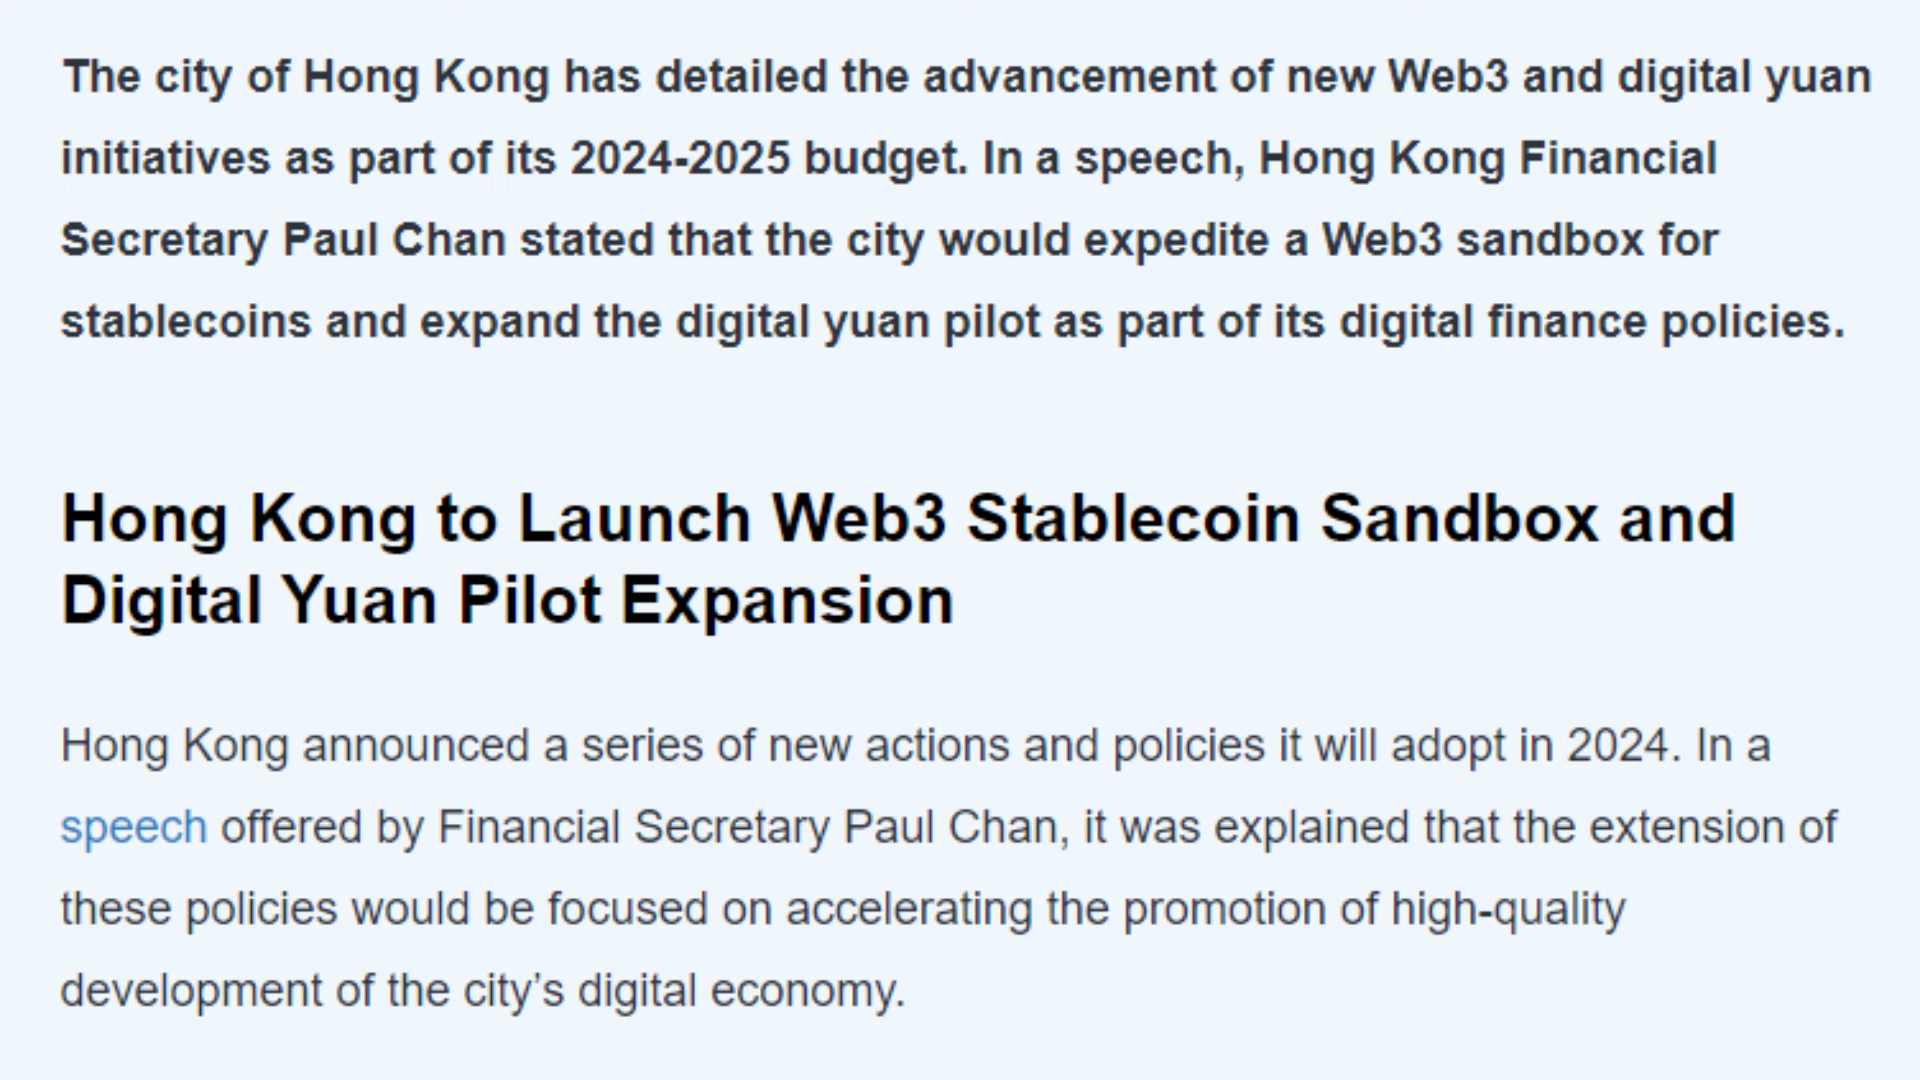 The city of Hong Kong has detailed the advancement of new Web3 and digital yuan
initiatives as part of its 2024-2025 budget. In a speech, Hong Kong Financial
Secretary Paul Chan stated that the city would expedite a Web3 sandbox for
stablecoins and expand the digital yuan pilot as part of its digital finance policies.
Hong Kong to Launch Web3 Stablecoin Sandbox and
Digital Yuan Pilot Expansion
Hong Kong announced a series of new actions and policies it will adopt in 2024. In a
speech offered by Financial Secretary Paul Chan, it was explained that the extension of
these policies would be focused on accelerating the promotion of high-quality
development of the city’s digital economy.